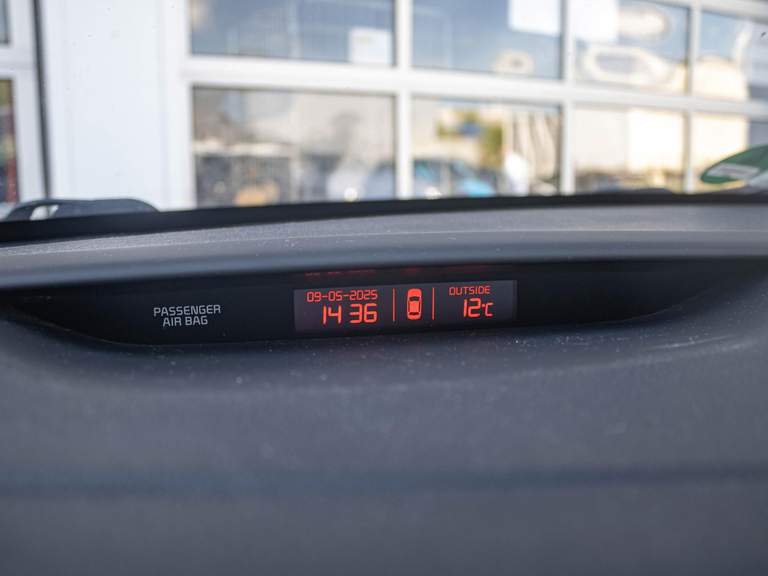 PASSENGER
AIR BAG
09-05-2025
14 36
OUTSIDE
12°C